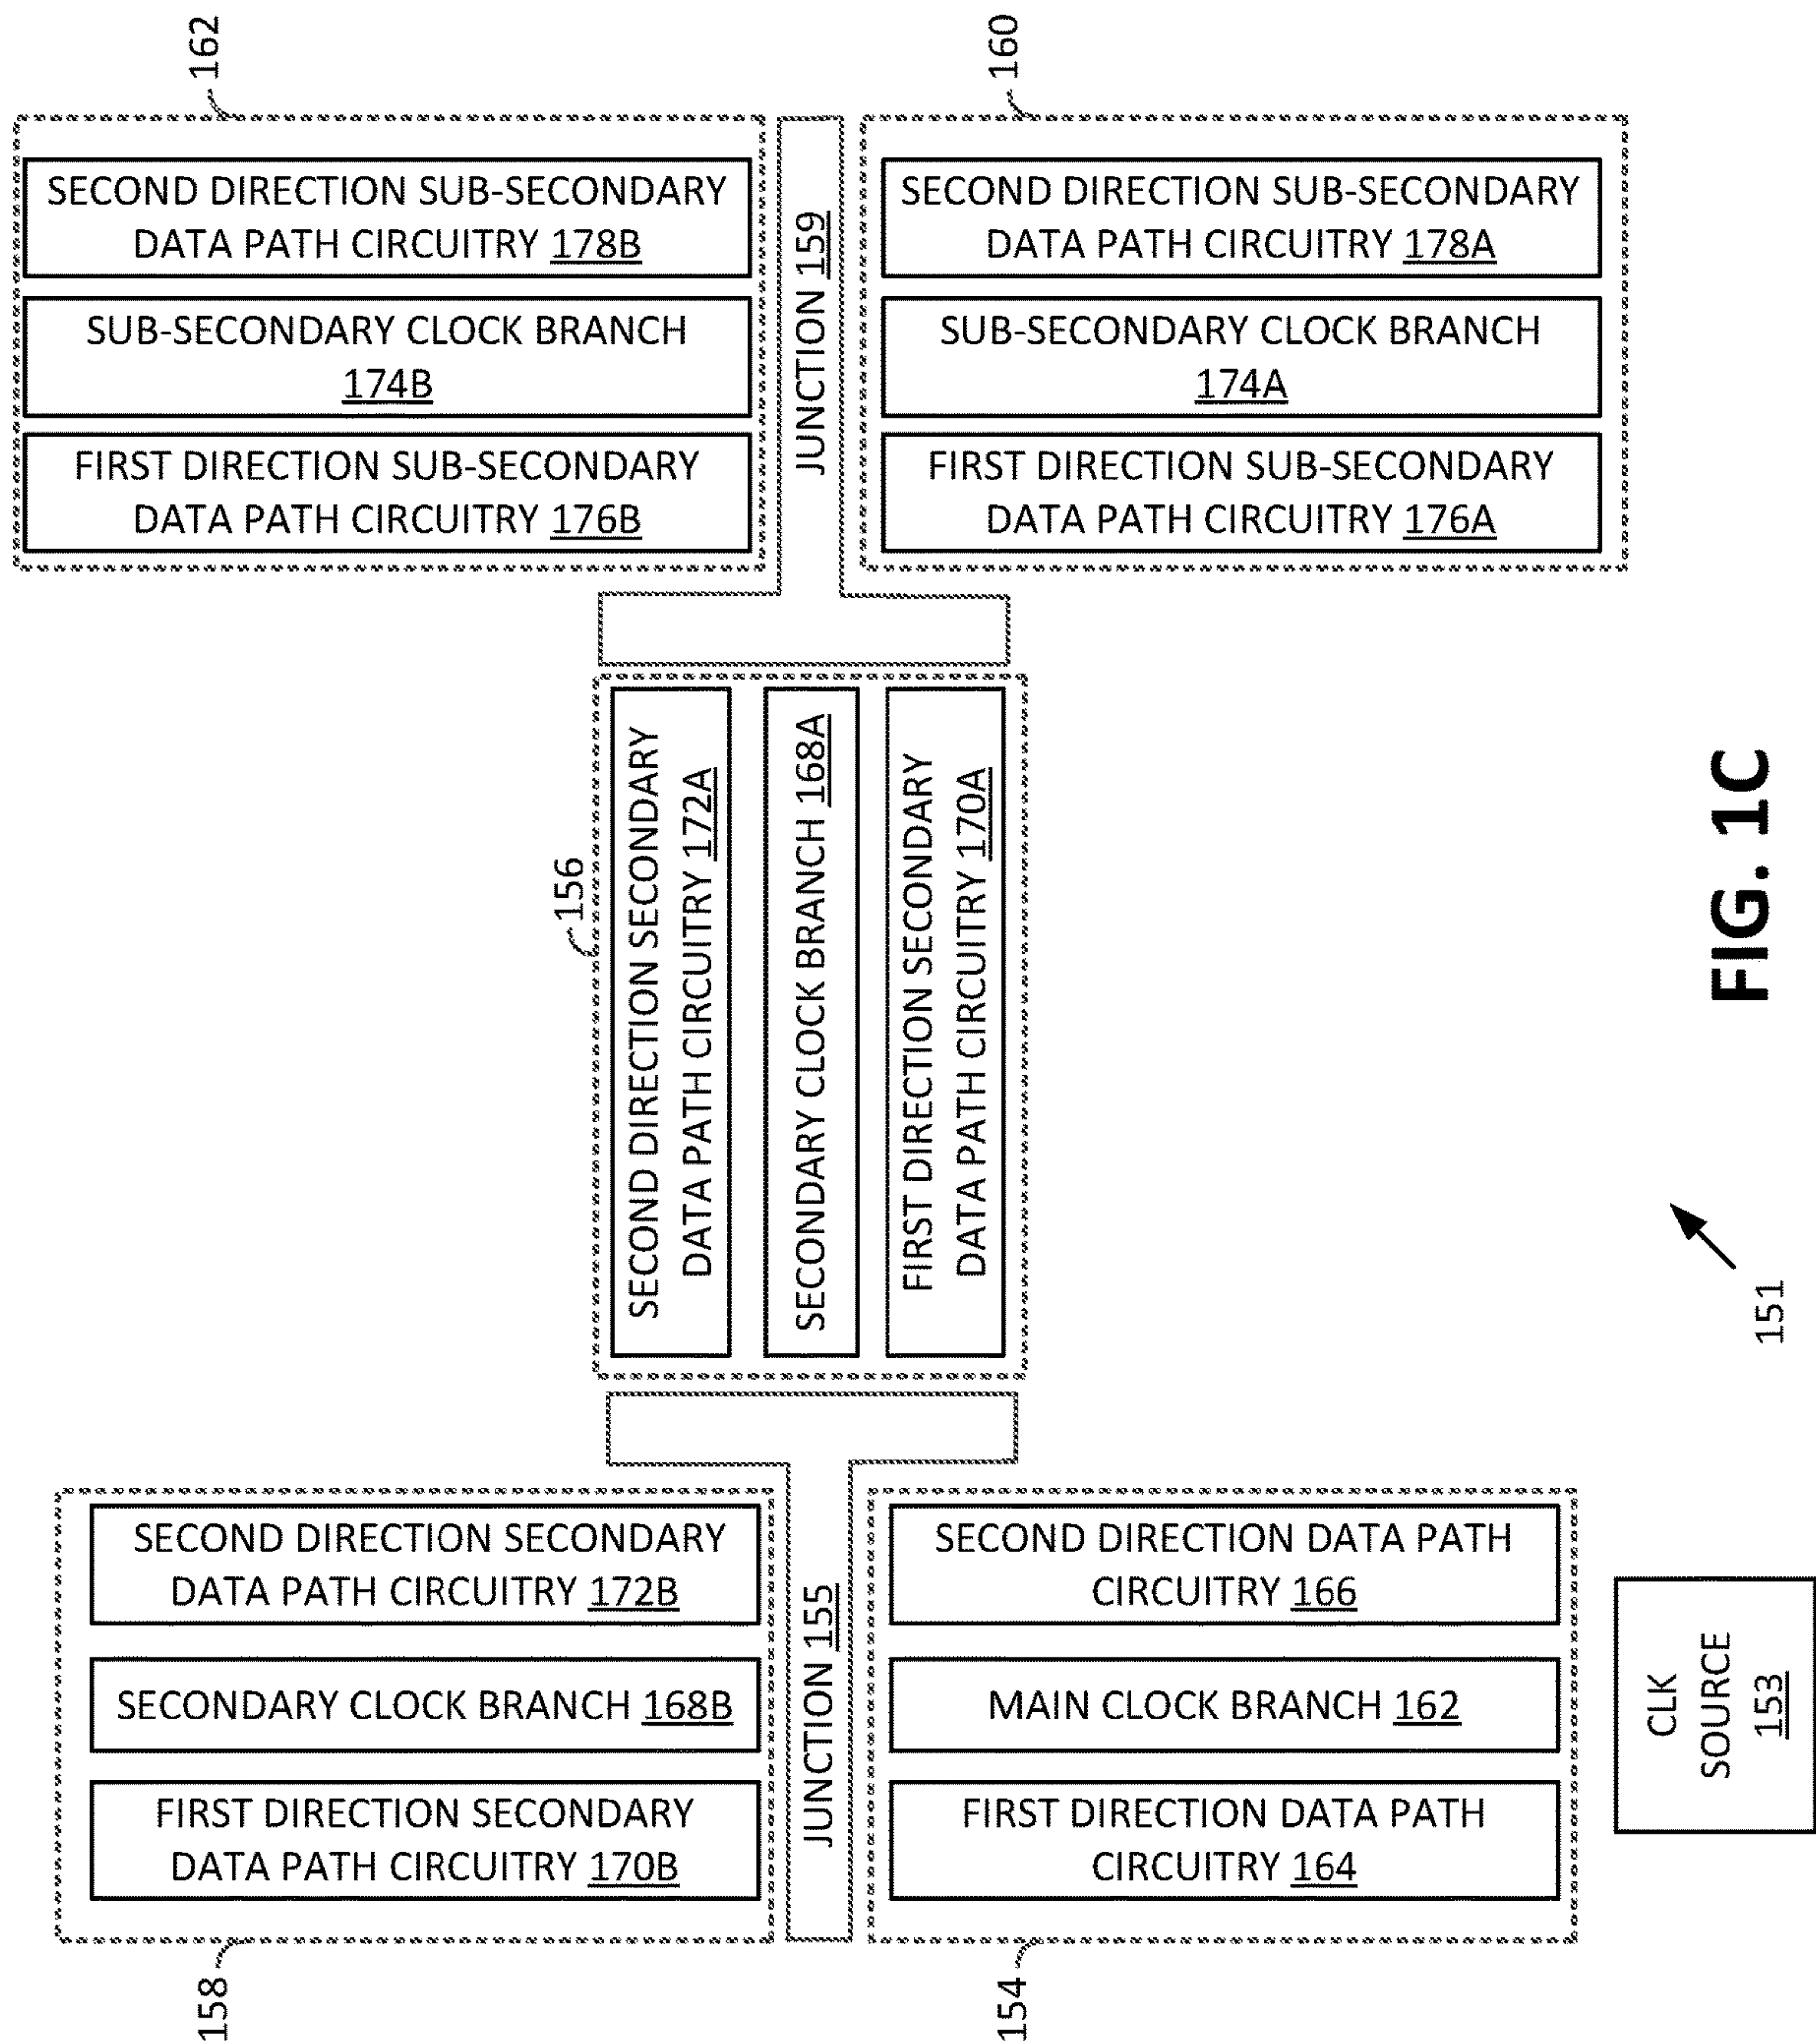 162
SECOND DIRECTION SUB-SECONDARY
DATA PATH CIRCUITRY 178B
SUB-SECONDARY CLOCK BRANCH
174B
FIRST DIRECTION SUB-SECONDARY
DATA PATH CIRCUITRY 176B
JUNCTION 159
160
SECOND DIRECTION SUB-SECONDARY
DATA PATH CIRCUITRY 178A
SUB-SECONDARY CLOCK BRANCH
174A
FIRST DIRECTION SUB-SECONDARY
DATA PATH CIRCUITRY 176A
156
SECOND DIRECTION SECONDARY
DATA PATH CIRCUITRY 172A
SECONDARY CLOCK BRANCH 168A
FIRST DIRECTION SECONDARY
DATA PATH CIRCUITRY 170A
158
SECOND DIRECTION SECONDARY
DATA PATH CIRCUITRY 172B
SECONDARY CLOCK BRANCH 168B
FIRST DIRECTION SECONDARY
DATA PATH CIRCUITRY 170B
JUNCTION 155
154
SECOND DIRECTION DATA PATH
CIRCUITRY 166
MAIN CLOCK BRANCH 162
FIRST DIRECTION DATA PATH
CIRCUITRY 164
CLK
SOURCE
153
151
FIG. 1C